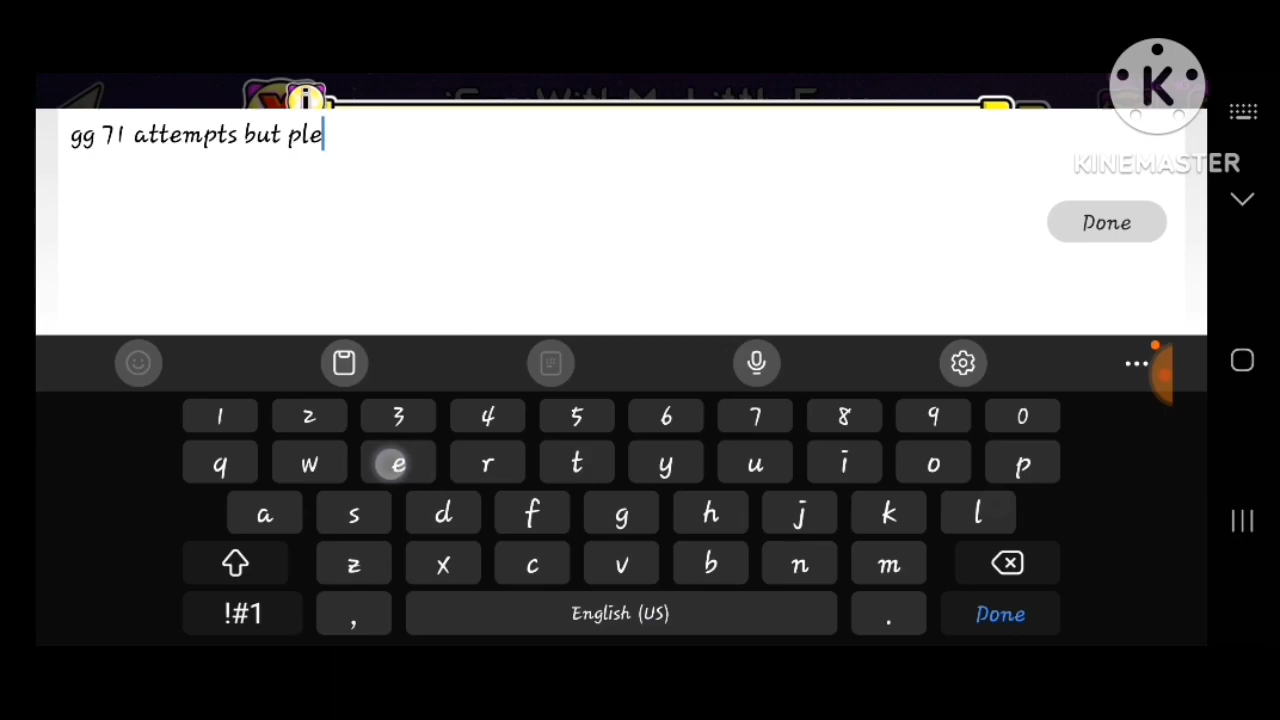 K
KINEMASTER
gg 71 attempts but ple
Done
1 2 3 4 5 6 7 8 9 0
q w e r t y u i o p
a s d f g h j k l
z x c v b n m
!#1 , English (US) . Done